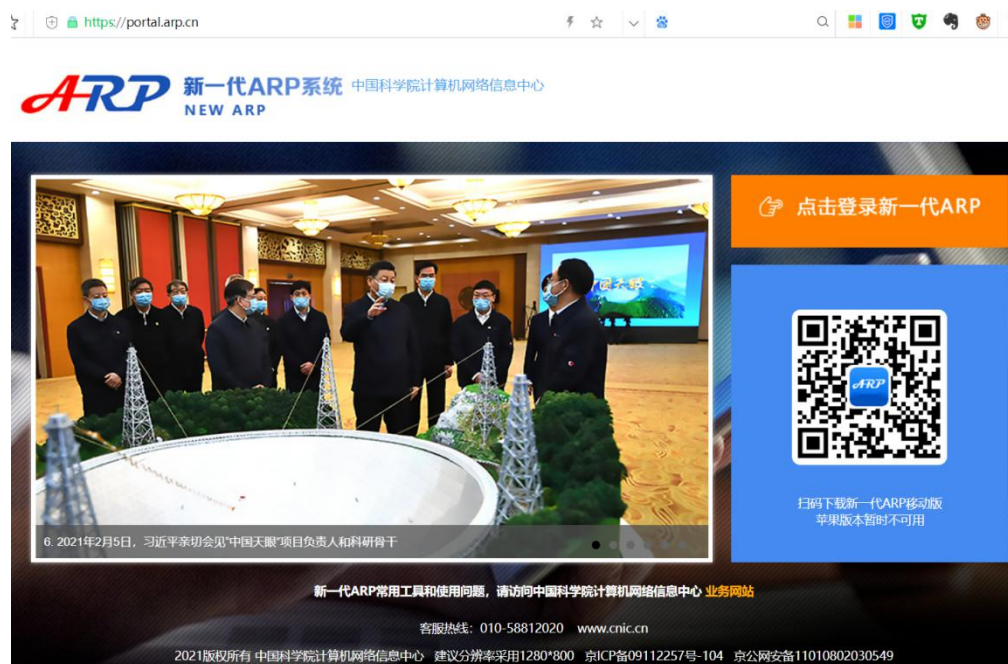 https://portal.arp.cn
ARP 新一代ARP系统 中国科学院计算机网络信息中心
NEW ARP
点击登录新一代ARP
国天眼
ARP
扫码下载新一代ARP移动版
苹果版本暂时不可用
6. 2021年2月5日，习近平亲切会见"中国天眼"项目负责人和科研骨干
新一代ARP常用工具和使用问题，请访问中国科学院计算机网络信息中心 业务网站
客服热线：010-58812020 www.cnic.cn
2021版权所有 中国科学院计算机网络信息中心 建议分辨率采用1280*800 京ICP备09112257号-104 京公网安备11010802030549